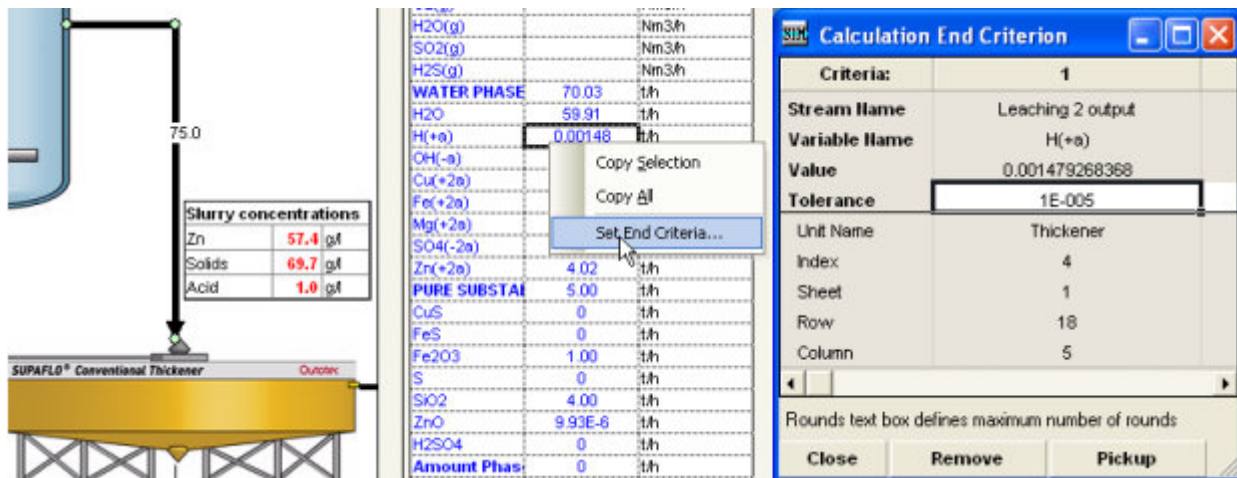 75.0
Slurry concentrations
Zn 57.4 g/l
Solids 69.7 g/l
Acid 1.0 g/l
SUPAFLO® Conventional Thickener Outotec
H2O(g) Nm3/h
SO2(g) Nm3/h
H2S(g) Nm3/h
WATER PHASE 70.03 t/h
H2O 59.91 t/h
H(+a) 0.00148 t/h
OH(-a)
Cu(+2a)
Fe(+2a)
Mg(+2a)
SO4(-2a)
Zn(+2a) 4.02 t/h
PURE SUBSTAI 5.00 t/h
CuS 0 t/h
FeS 0 t/h
Fe2O3 1.00 t/h
S 0 t/h
SiO2 4.00 t/h
ZnO 9.93E-6 t/h
H2SO4 0 t/h
Amount Phas 0 t/h
Copy Selection
Copy All
Set End Criteria...
SIM Calculation End Criterion
Criteria: 1
Stream Name Leaching 2 output
Variable Name H(+a)
Value 0.001479268368
Tolerance 1E-005
Unit Name Thickener
Index 4
Sheet 1
Row 18
Column 5
Rounds text box defines maximum number of rounds
Close Remove Pickup